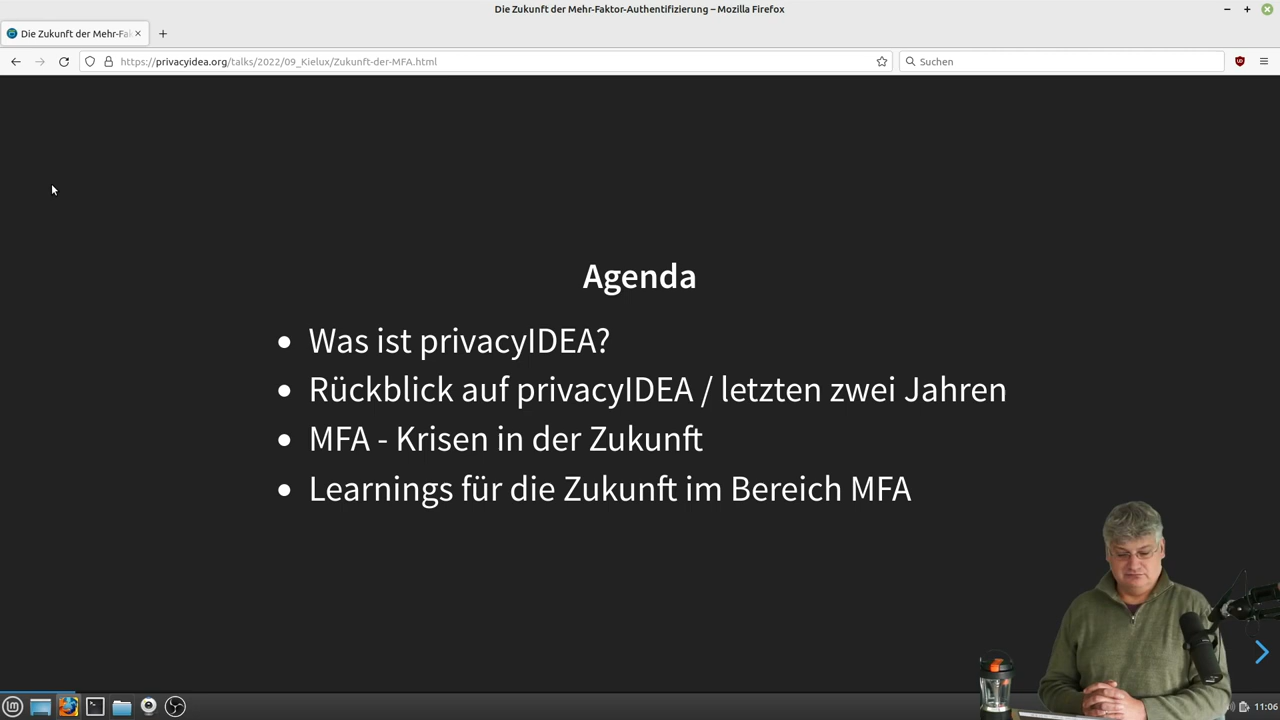 Die Zukunft der Mehr-Faktor-Authentifizierung – Mozilla Firefox
Die Zukunft der Mehr-Fak
https://privacyidea.org/talks/2022/09_Kielux/Zukunft-der-MFA.html
Suchen
Agenda
Was ist privacyIDEA?
Rückblick auf privacyIDEA / letzten zwei Jahren
MFA - Krisen in der Zukunft
Learnings für die Zukunft im Bereich MFA
11:06